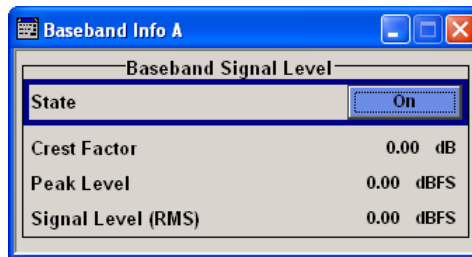 Baseband Info A
Baseband Signal Level
State On
Crest Factor 0.00 dB
Peak Level 0.00 dBFS
Signal Level (RMS) 0.00 dBFS